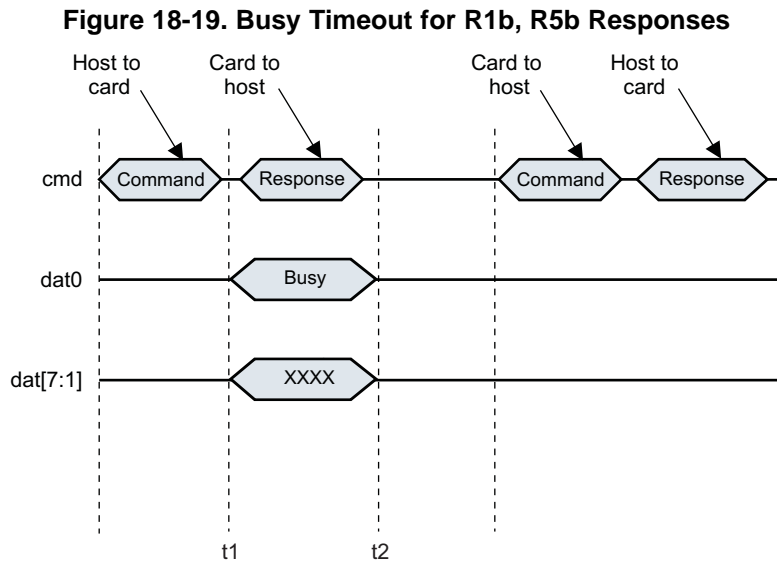 Figure 18-19. Busy Timeout for R1b, R5b Responses
Host to
card
Card to
host
Card to
host
Host to
card
cmd
Command
Response
Command
Response
dat0
Busy
dat[7:1]
XXXX
t1
t2